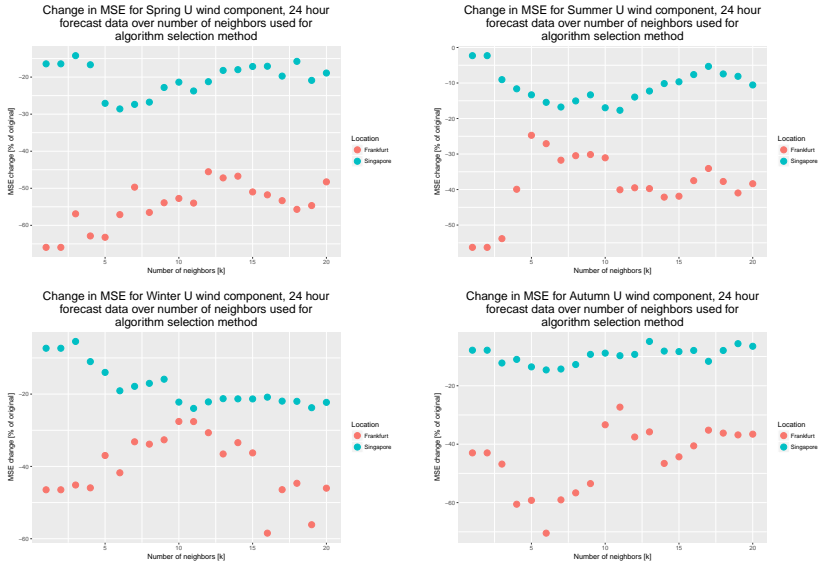 Change in MSE for Spring U wind component, 24 hour
forecast data over number of neighbors used for
algorithm selection method
MSE change [% of original]
−20
−30
−40
−50
−60
5
10
15
20
Number of neighbors [k]
Location
Frankfurt
Singapore
Change in MSE for Summer U wind component, 24 hour
forecast data over number of neighbors used for
algorithm selection method
MSE change [% of original]
0
−10
−20
−30
−40
−50
5
10
15
20
Number of neighbors [k]
Location
Frankfurt
Singapore
Change in MSE for Winter U wind component, 24 hour
forecast data over number of neighbors used for
algorithm selection method
MSE change [% of original]
−20
−40
−60
5
10
15
20
Number of neighbors [k]
Location
Frankfurt
Singapore
Change in MSE for Autumn U wind component, 24 hour
forecast data over number of neighbors used for
algorithm selection method
MSE change [% of original]
−20
−40
−60
5
10
15
20
Number of neighbors [k]
Location
Frankfurt
Singapore